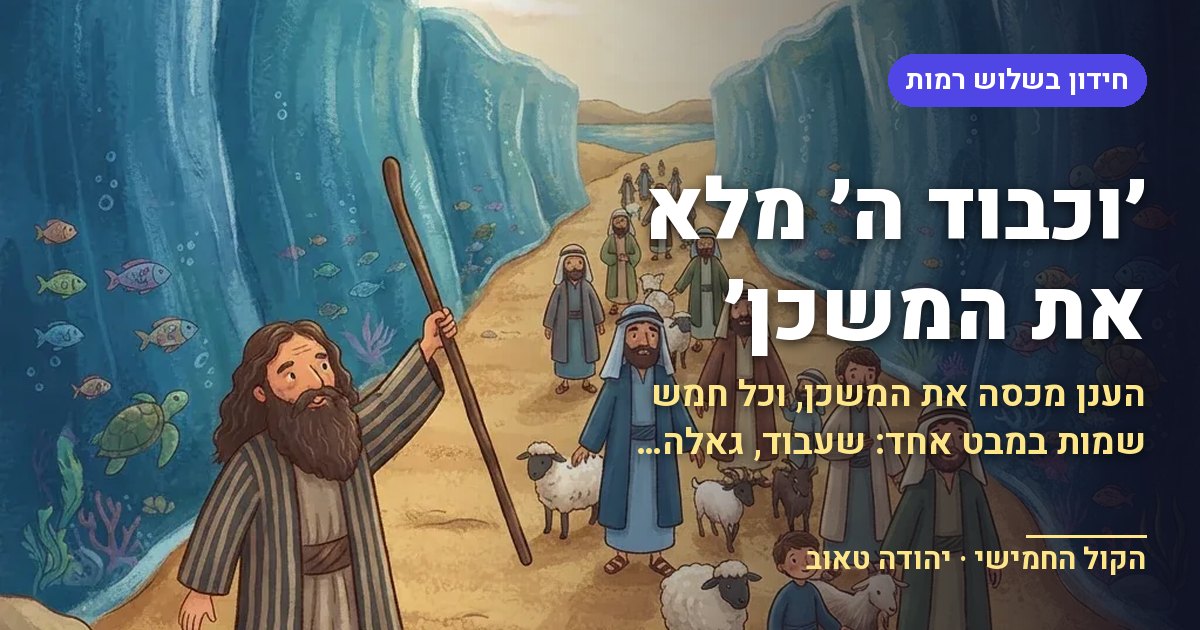 חידון בשלוש רמות
׳וכבוד ה׳ מלא
את המשכן׳
הענן מכסה את המשכן, וכל חמש
שמות במבט אחד: שעבוד, גאלה...
הקול החמישי · יהודה טאוב